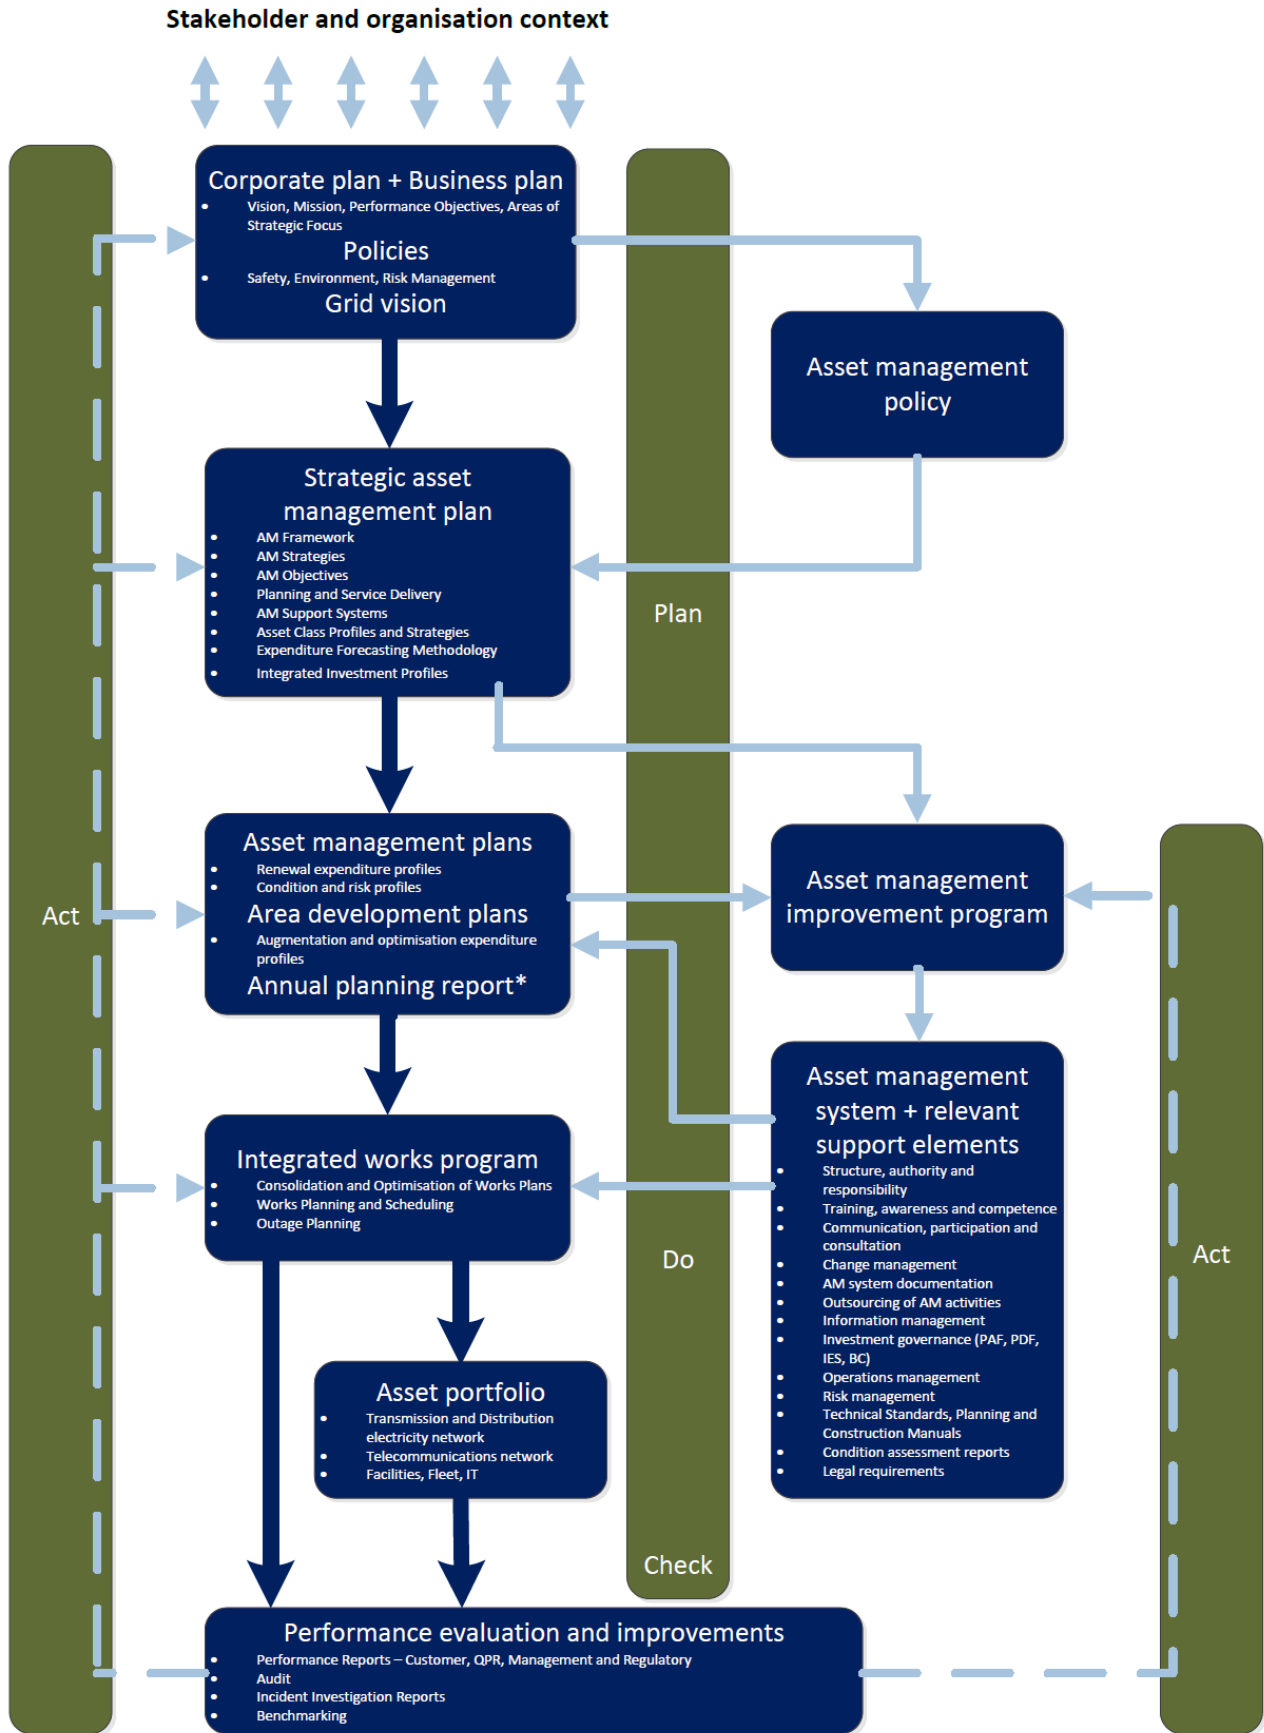 Stakeholder and organisation context
Corporate plan + Business plan
• Vision, Mission, Performance Objectives, Areas of
Strategic Focus
Policies
• Safety, Environment, Risk Management
Grid vision
Asset management
policy
Strategic asset
management plan
• AM Framework
• AM Strategies
• AM Objectives
• Planning and Service Delivery
• AM Support Systems
• Asset Class Profiles and Strategies
• Expenditure Forecasting Methodology
• Integrated Investment Profiles
Plan
Asset management plans
• Renewal expenditure profiles
• Condition and risk profiles
Area development plans
• Augmentation and optimisation expenditure
profiles
Annual planning report*
Asset management
improvement program
Act
Integrated works program
• Consolidation and Optimisation of Works Plans
• Works Planning and Scheduling
• Outage Planning
Asset management
system + relevant
support elements
• Structure, authority and
responsibility
• Training, awareness and competence
• Communication, participation and
consultation
• Change management
• AM system documentation
• Outsourcing of AM activities
• Information management
• Investment governance (PAF, PDF,
IES, BC)
• Operations management
• Risk management
• Technical Standards, Planning and
Construction Manuals
• Condition assessment reports
• Legal requirements
Do
Act
Asset portfolio
• Transmission and Distribution
electricity network
• Telecommunications network
• Facilities, Fleet, IT
Check
Performance evaluation and improvements
• Performance Reports – Customer, QPR, Management and Regulatory
• Audit
• Incident Investigation Reports
• Benchmarking